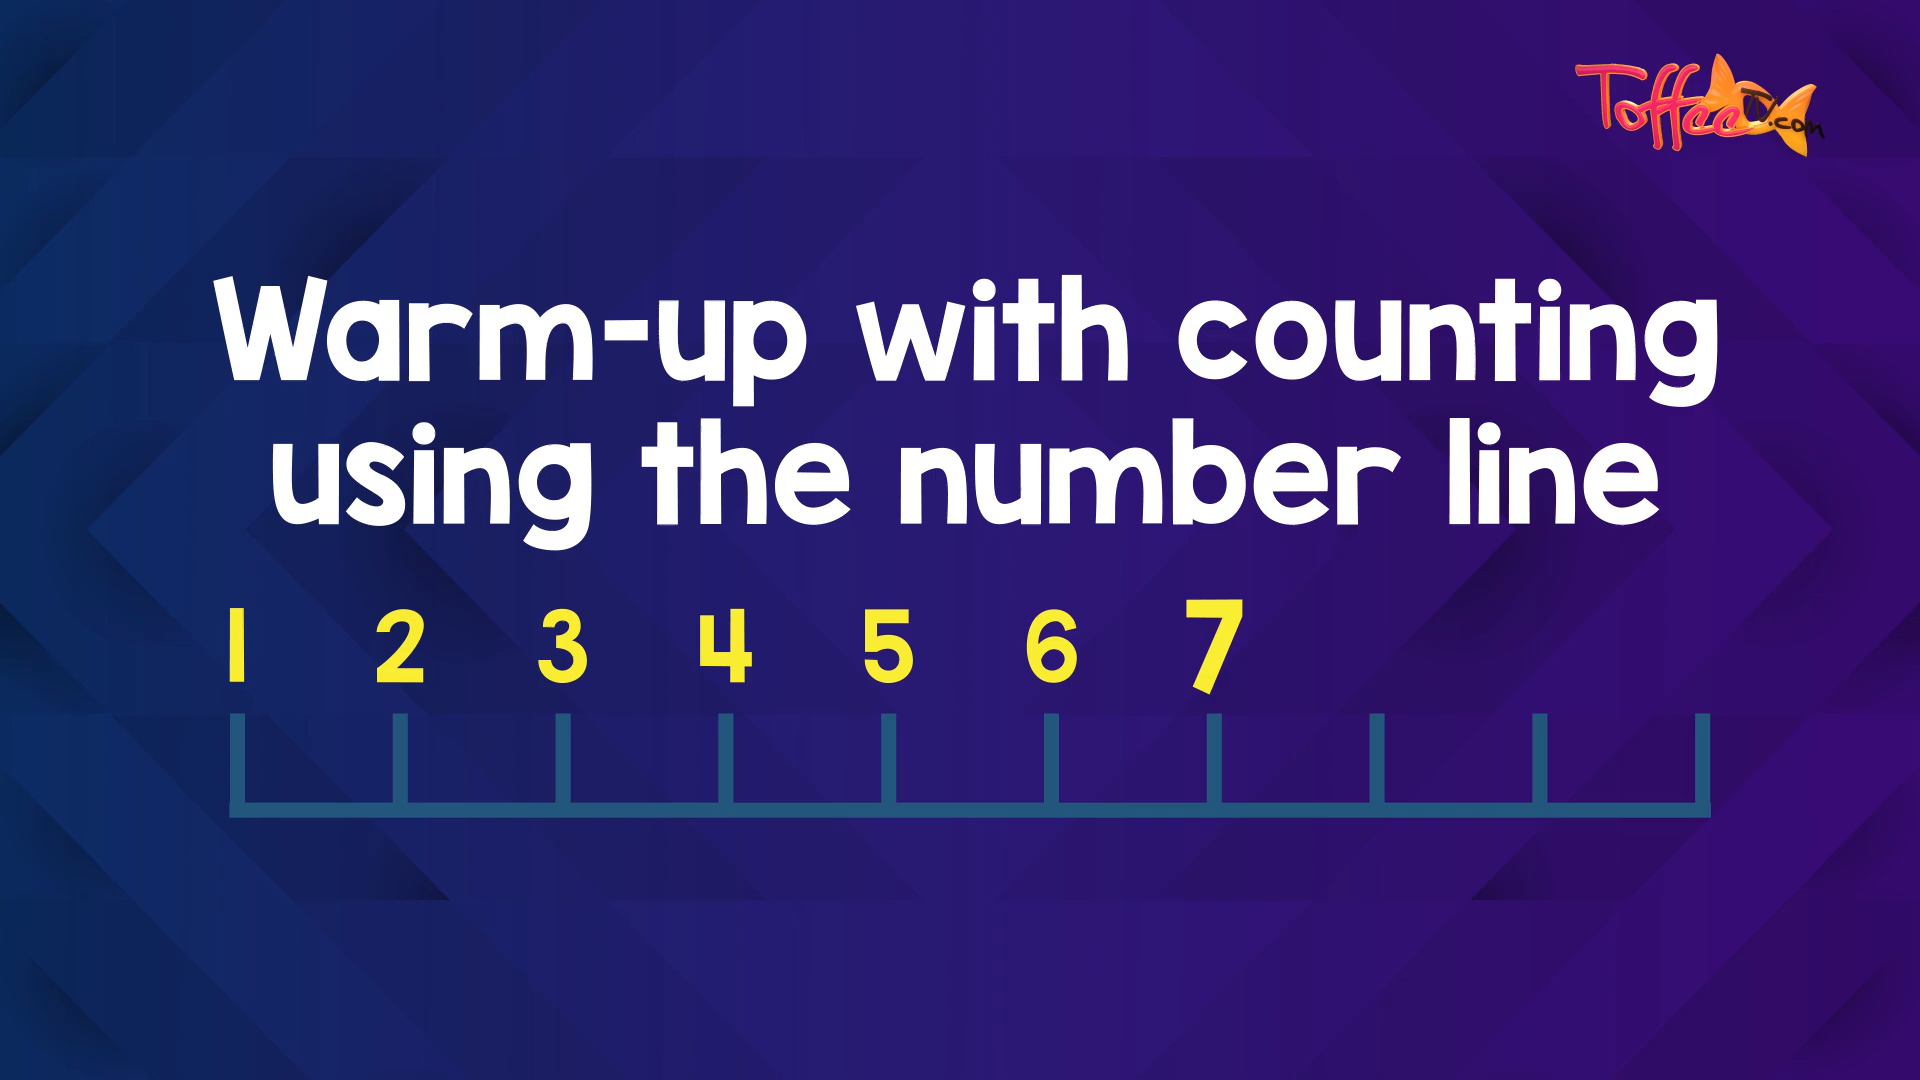 ToffeeTV.com
Warm-up with counting
using the number line
1 2 3 4 5 6 7